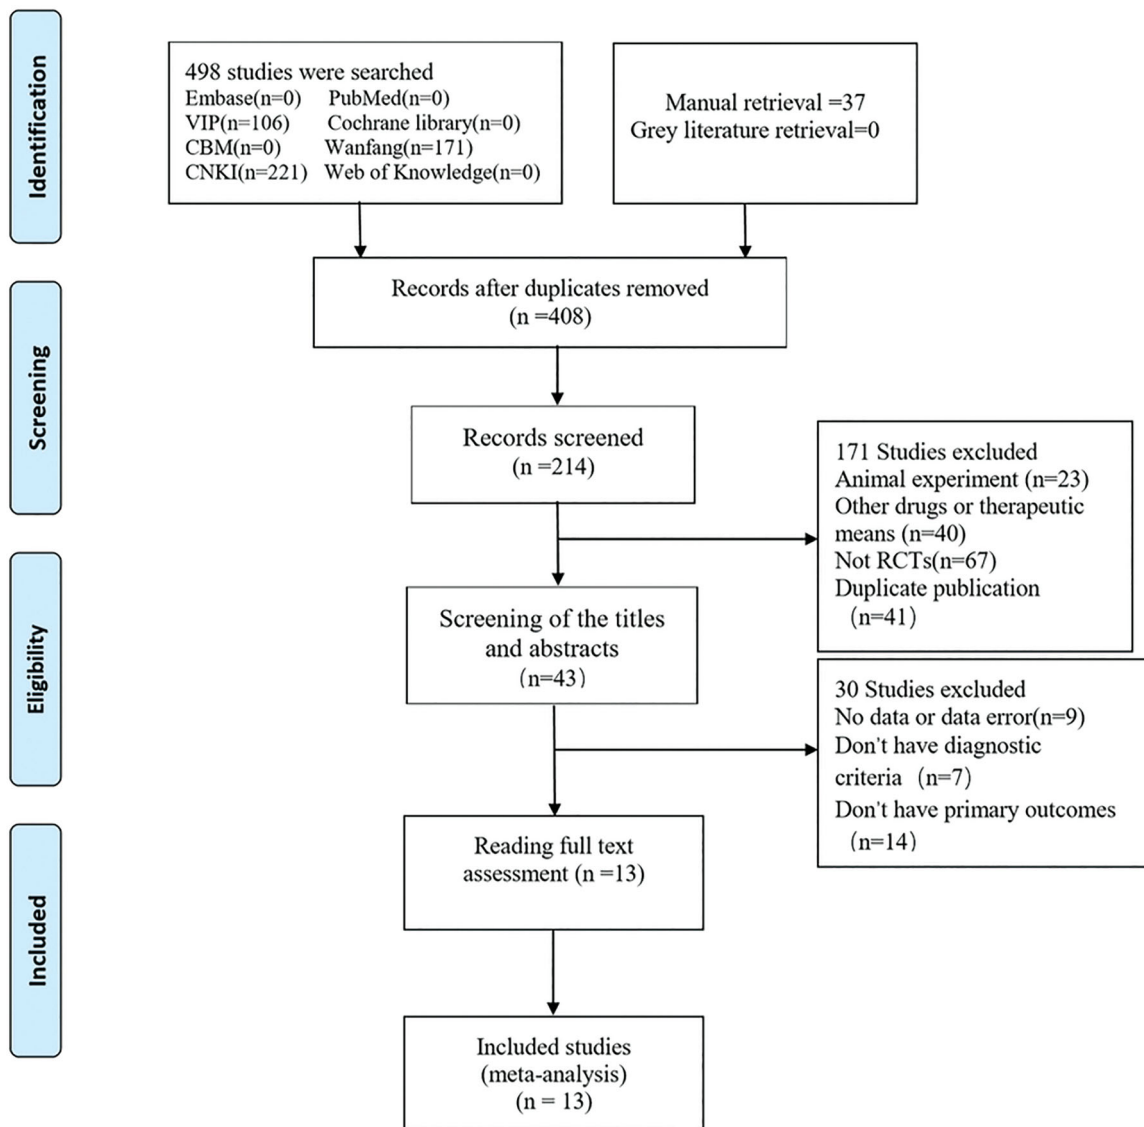 Identification
498 studies were searched
Embase(n=0) PubMed(n=0)
VIP(n=106) Cochrane library(n=0)
CBM(n=0) Wanfang(n=171)
CNKI(n=221) Web of Knowledge(n=0)
Manual retrieval =37
Grey literature retrieval=0
Screening
Records after duplicates removed
(n =408)
Records screened
(n =214)
171 Studies excluded
Animal experiment (n=23)
Other drugs or therapeutic
means (n=40)
Not RCTs(n=67)
Duplicate publication
(n=41)
Eligibility
Screening of the titles
and abstracts
(n=43)
30 Studies excluded
No data or data error(n=9)
Don't have diagnostic
criteria (n=7)
Don't have primary outcomes
(n=14)
Included
Reading full text
assessment (n =13)
Included studies
(meta-analysis)
(n = 13)